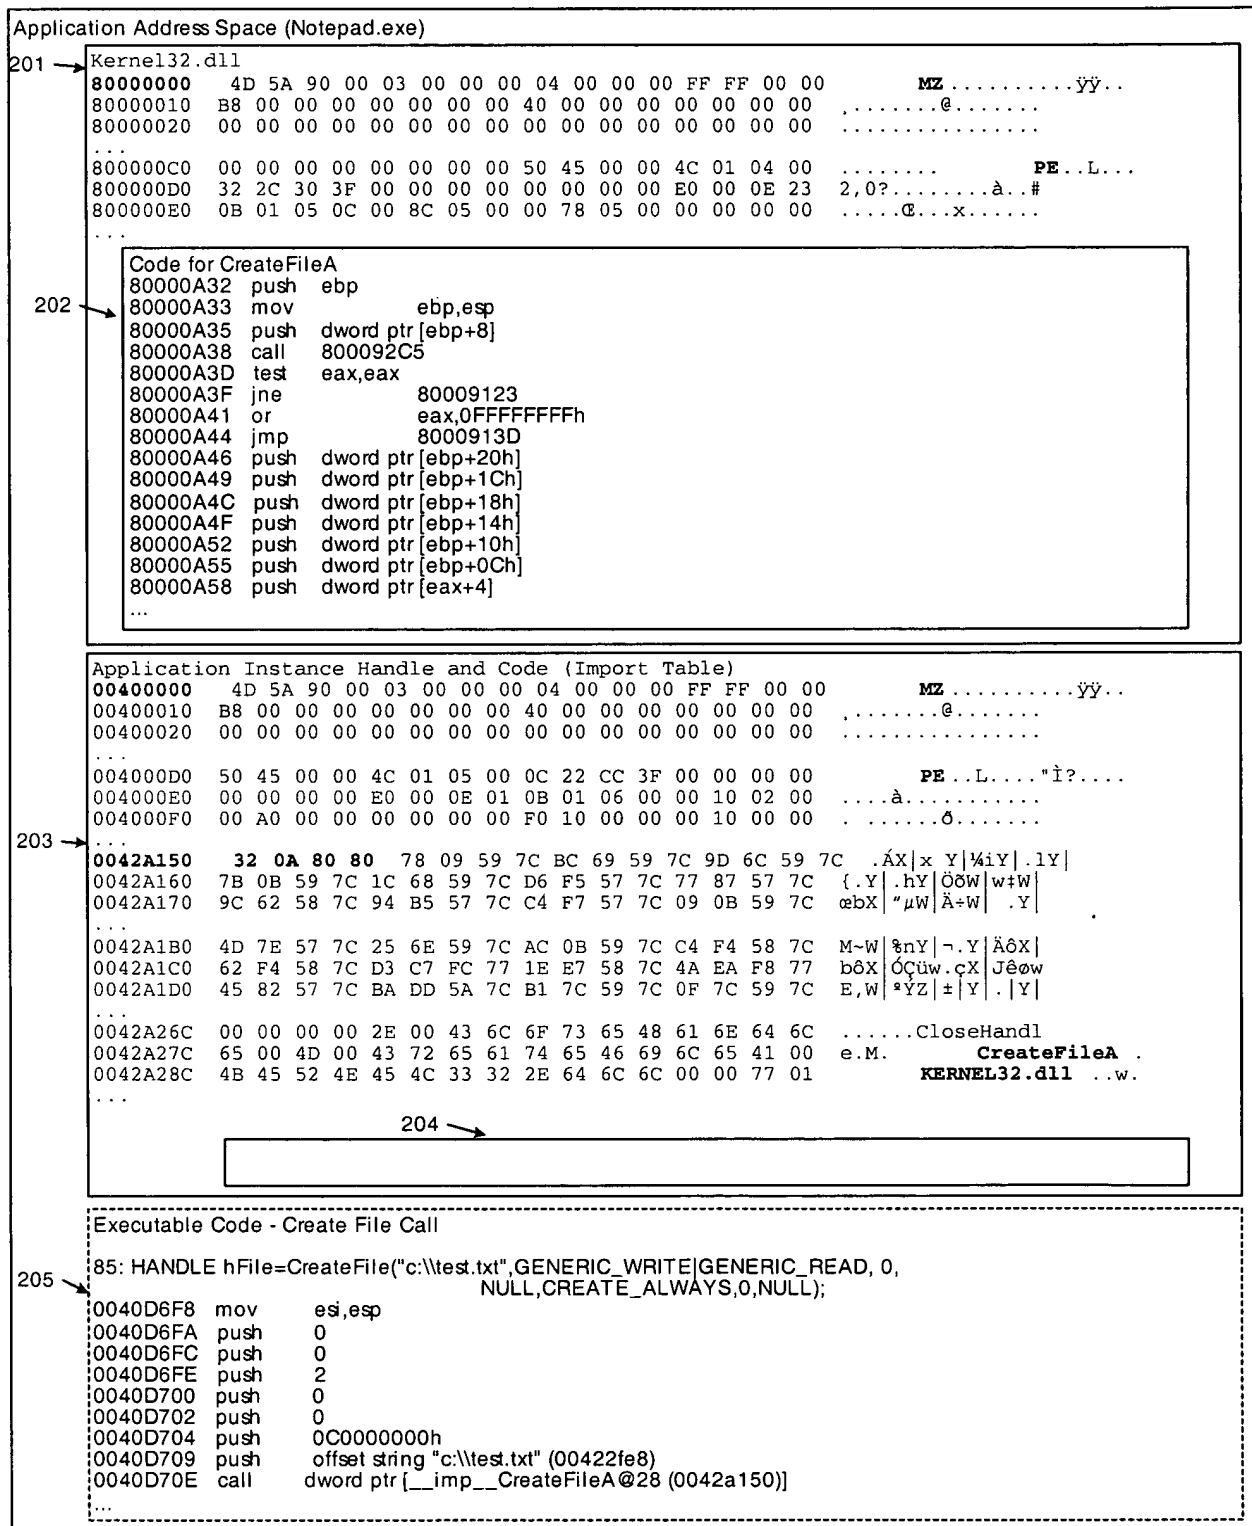 Application Address Space (Notepad.exe)
201
Kernel32.dll
80000000 4D 5A 90 00 03 00 00 00 04 00 00 00 FF FF 00 00 MZ..........ÿÿ..
80000010 B8 00 00 00 00 00 00 00 40 00 00 00 00 00 00 00 ¸.......@.......
80000020 00 00 00 00 00 00 00 00 00 00 00 00 00 00 00 00 ................
...
800000C0 00 00 00 00 00 00 00 00 50 45 00 00 4C 01 04 00 ........ PE..L...
800000D0 32 2C 30 3F 00 00 00 00 00 00 00 00 E0 00 0E 23 2,0?........à..#
800000E0 0B 01 05 0C 00 8C 05 00 00 78 05 00 00 00 00 00 .....Œ...x......
...
202
Code for CreateFileA
80000A32 push ebp
80000A33 mov ebp,esp
80000A35 push dword ptr [ebp+8]
80000A38 call 800092C5
80000A3D test eax,eax
80000A3F jne 80009123
80000A41 or eax,0FFFFFFFFh
80000A44 jmp 8000913D
80000A46 push dword ptr [ebp+20h]
80000A49 push dword ptr [ebp+1Ch]
80000A4C push dword ptr [ebp+18h]
80000A4F push dword ptr [ebp+14h]
80000A52 push dword ptr [ebp+10h]
80000A55 push dword ptr [ebp+0Ch]
80000A58 push dword ptr [eax+4]
...
Application Instance Handle and Code (Import Table)
00400000 4D 5A 90 00 03 00 00 00 04 00 00 00 FF FF 00 00 MZ..........ÿÿ..
00400010 B8 00 00 00 00 00 00 00 40 00 00 00 00 00 00 00 ¸.......@.......
00400020 00 00 00 00 00 00 00 00 00 00 00 00 00 00 00 00 ................
...
004000D0 50 45 00 00 4C 01 05 00 0C 22 CC 3F 00 00 00 00 PE..L...."Ì?....
004000E0 00 00 00 00 E0 00 0E 01 0B 01 06 00 00 10 02 00 ....à...........
004000F0 00 A0 00 00 00 00 00 00 F0 10 00 00 00 10 00 00 . ......ð.......
...
203
0042A150 32 0A 80 80 78 09 59 7C BC 69 59 7C 9D 6C 59 7C .ÁX|x Y|¼iY|.lY|
0042A160 7B 0B 59 7C 1C 68 59 7C D6 F5 57 7C 77 87 57 7C {.Y|.hY|ÖõW|w‡W|
0042A170 9C 62 58 7C 94 B5 57 7C C4 F7 57 7C 09 0B 59 7C œbX|"µW|Ä÷W| .Y|
...
0042A1B0 4D 7E 57 7C 25 6E 59 7C AC 0B 59 7C C4 F4 58 7C M~W|%nY|¬.Y|ÄôX|
0042A1C0 62 F4 58 7C D3 C7 FC 77 1E E7 58 7C 4A EA F8 77 bôX|ÓÇüw.çX|Jêøw
0042A1D0 45 82 57 7C BA DD 5A 7C B1 7C 59 7C 0F 7C 59 7C E,W|ºÝZ|±|Y|.|Y|
...
0042A26C 00 00 00 00 2E 00 43 6C 6F 73 65 48 61 6E 64 6C ......CloseHandl
0042A27C 65 00 4D 00 43 72 65 61 74 65 46 69 6C 65 41 00 e.M. CreateFileA .
0042A28C 4B 45 52 4E 45 4C 33 32 2E 64 6C 6C 00 00 77 01 KERNEL32.dll ..w.
...
204
Executable Code - Create File Call
85: HANDLE hFile=CreateFile("c:\\test.txt",GENERIC_WRITE|GENERIC_READ, 0,
NULL,CREATE_ALWAYS,0,NULL);
205
0040D6F8 mov esi,esp
0040D6FA push 0
0040D6FC push 0
0040D6FE push 2
0040D700 push 0
0040D702 push 0
0040D704 push 0C0000000h
0040D709 push offset string "c:\\test.txt" (00422fe8)
0040D70E call dword ptr [__imp__CreateFileA@28 (0042a150)]
...